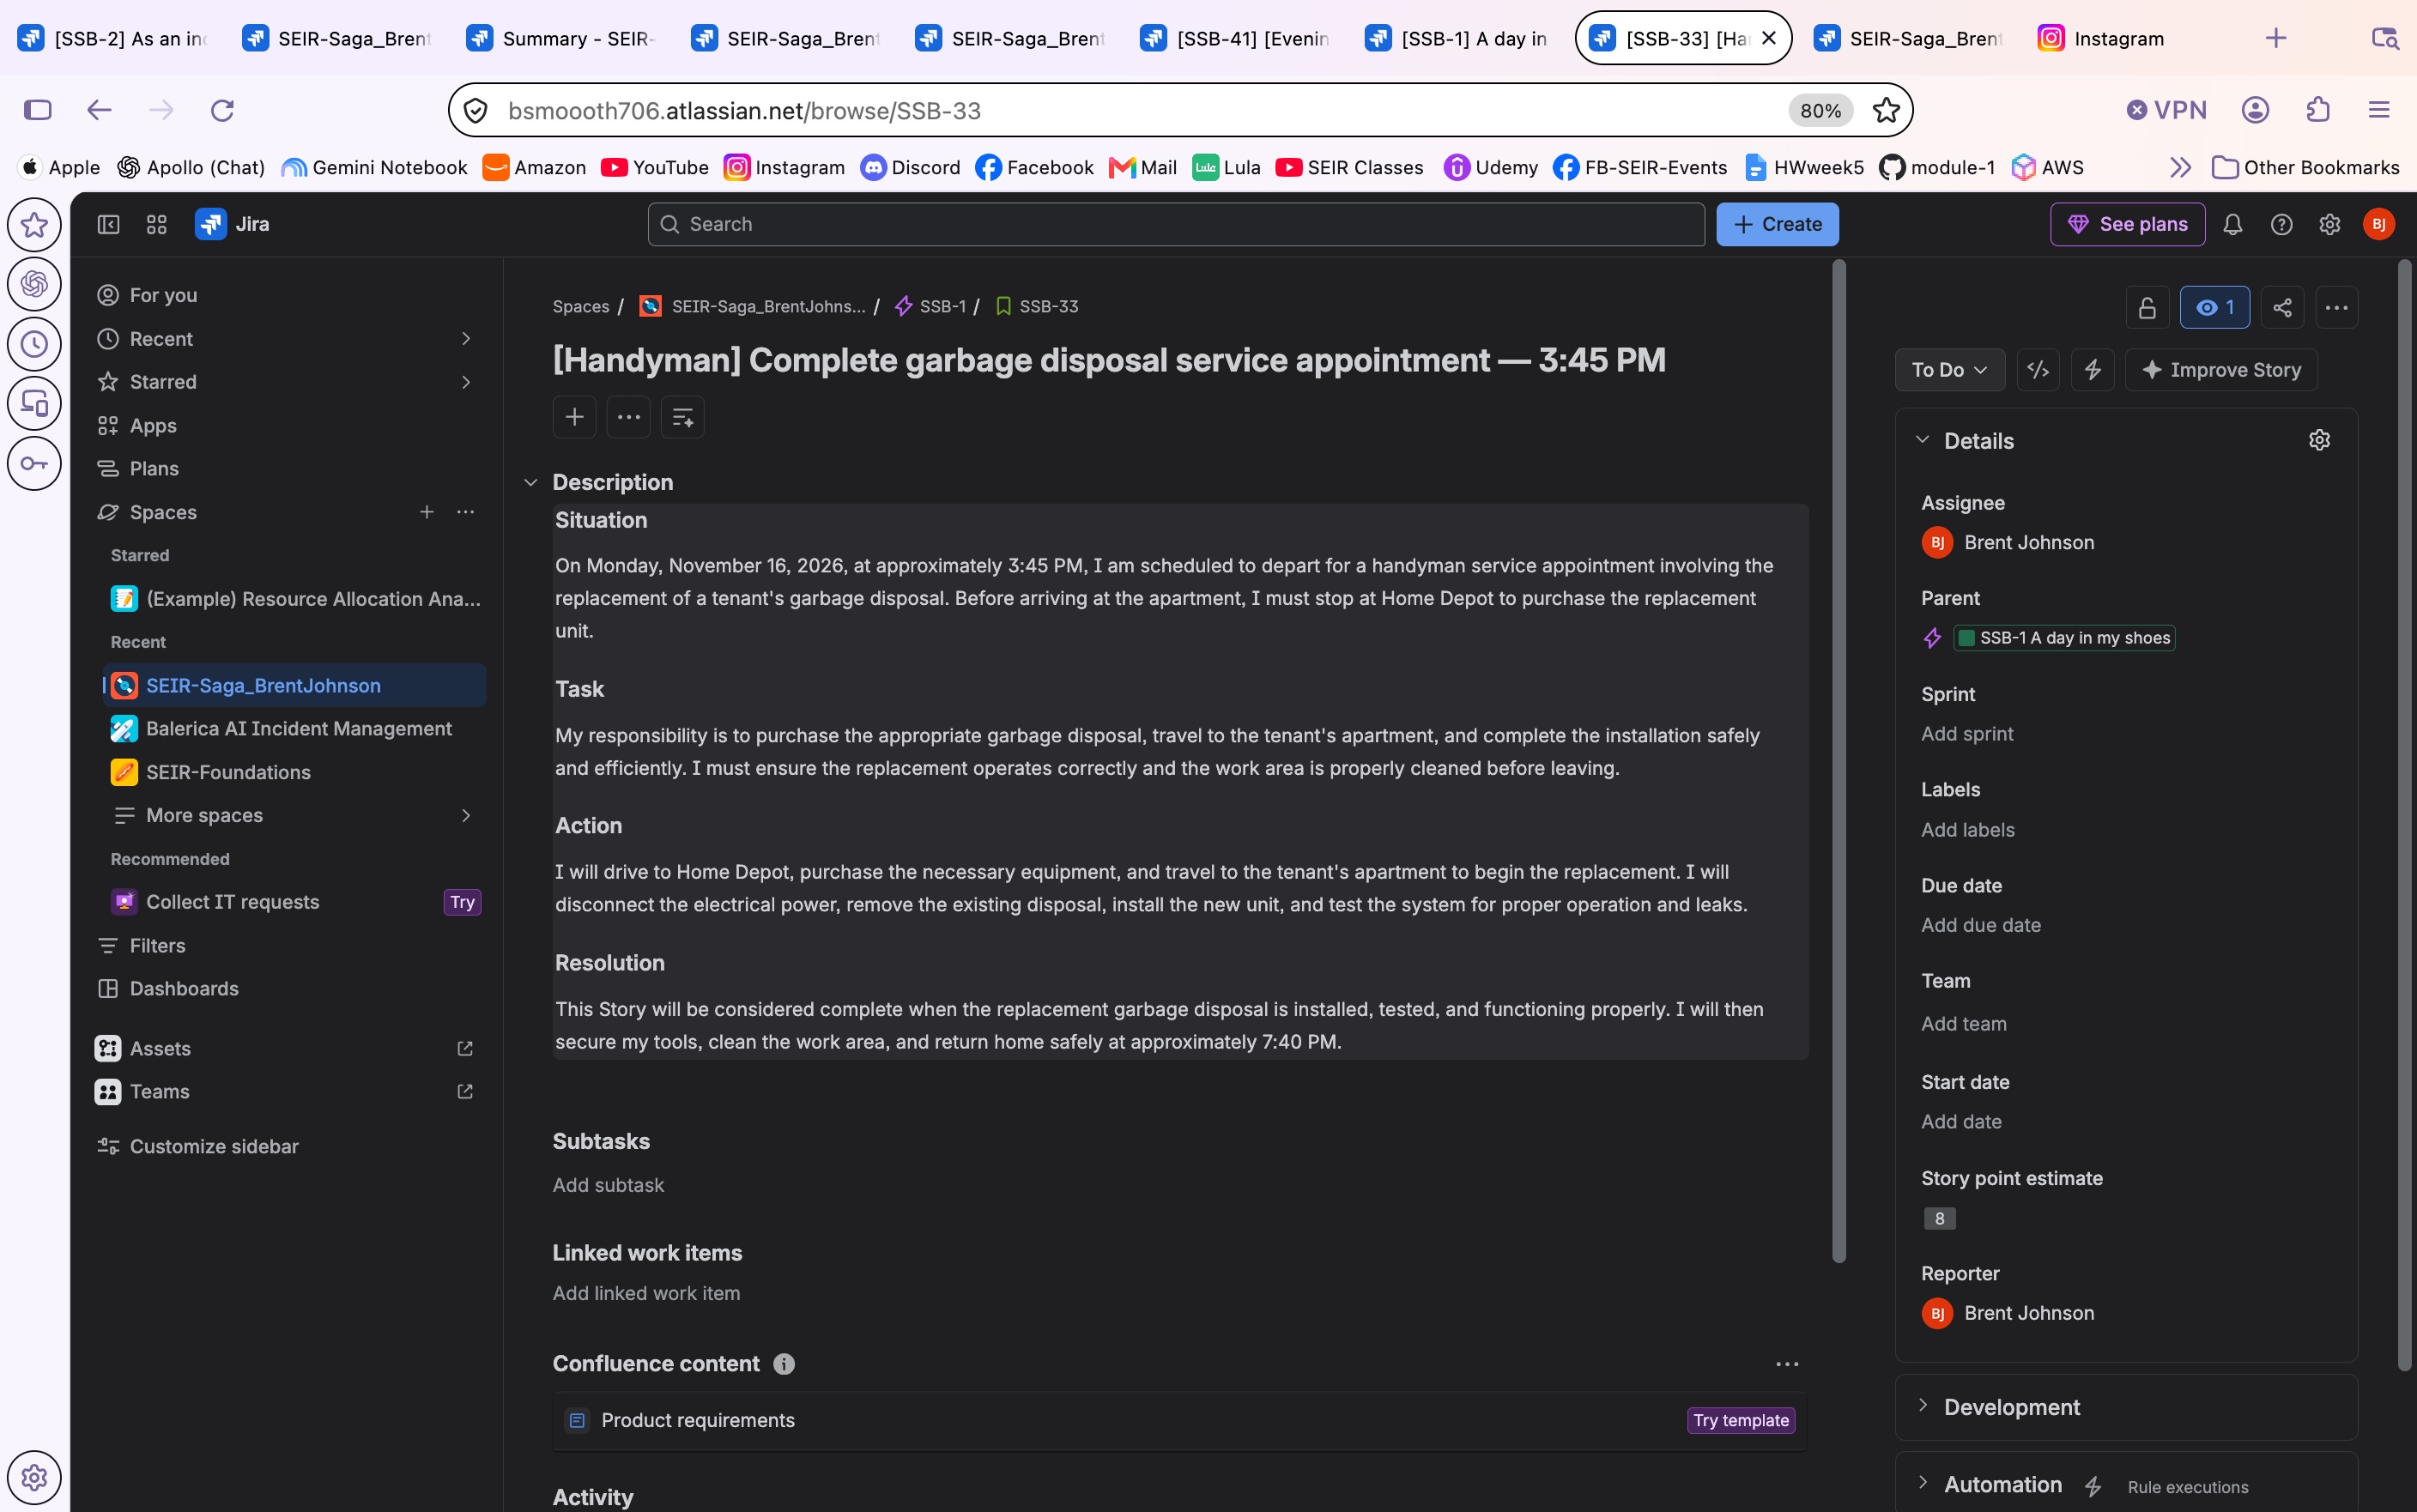 [SSB-2] As an in
SEIR-Saga_Brent
Summary - SEIR-
SEIR-Saga_Brent
SEIR-Saga_Brent
[SSB-41] [Evenin
[SSB-1] A day in
[SSB-33] [Ha
SEIR-Saga_Brent
Instagram
bsmoooth706.atlassian.net/browse/SSB-33
80%
VPN
Apple
Apollo (Chat)
Gemini Notebook
Amazon
YouTube
Instagram
Discord
Facebook
Mail
Lula
Lula
SEIR Classes
Udemy
FB-SEIR-Events
HWweek5
module-1
AWS
Other Bookmarks
Jira
Search
Create
See plans
BJ
For you
Recent
Starred
Apps
Plans
Spaces
Starred
(Example) Resource Allocation Ana...
Recent
SEIR-Saga_BrentJohnson
Balerica AI Incident Management
SEIR-Foundations
More spaces
Recommended
Collect IT requests
Try
Filters
Dashboards
Assets
Teams
Customize sidebar
Spaces / SEIR-Saga_BrentJohns... / SSB-1 / SSB-33
[Handyman] Complete garbage disposal service appointment — 3:45 PM
Description
Situation
On Monday, November 16, 2026, at approximately 3:45 PM, I am scheduled to depart for a handyman service appointment involving the
replacement of a tenant's garbage disposal. Before arriving at the apartment, I must stop at Home Depot to purchase the replacement
unit.
Task
My responsibility is to purchase the appropriate garbage disposal, travel to the tenant's apartment, and complete the installation safely
and efficiently. I must ensure the replacement operates correctly and the work area is properly cleaned before leaving.
Action
I will drive to Home Depot, purchase the necessary equipment, and travel to the tenant's apartment to begin the replacement. I will
disconnect the electrical power, remove the existing disposal, install the new unit, and test the system for proper operation and leaks.
Resolution
This Story will be considered complete when the replacement garbage disposal is installed, tested, and functioning properly. I will then
secure my tools, clean the work area, and return home safely at approximately 7:40 PM.
Subtasks
Add subtask
Linked work items
Add linked work item
Confluence content
Product requirements
Try template
Activity
1
To Do
Improve Story
Details
Assignee
BJ Brent Johnson
Parent
SSB-1 A day in my shoes
Sprint
Add sprint
Labels
Add labels
Due date
Add due date
Team
Add team
Start date
Add date
Story point estimate
8
Reporter
BJ Brent Johnson
Development
Automation
Rule executions